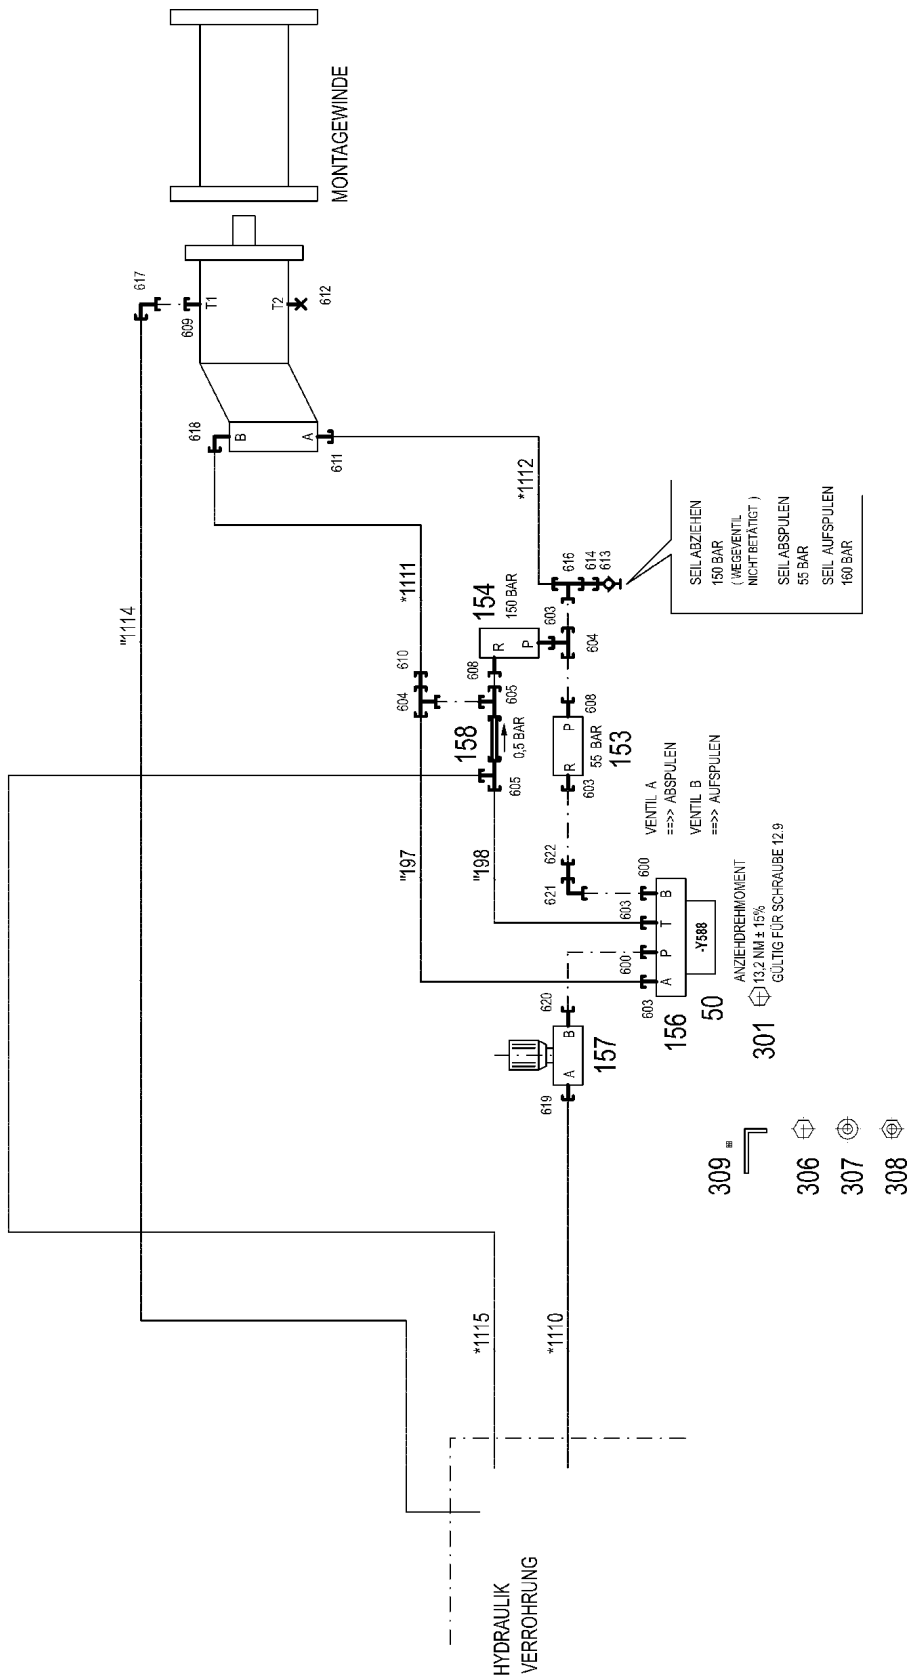 MONTAGEWINDE
617
609
T1
T2
612
618
B
A
611
"1114
*1111
*1112
610
604
154
150 BAR
R
P
608
603
605
616
614
613
604
158
0,5 BAR
605
608
P
R
55 BAR
153
603
SEIL ABZIEHEN
150 BAR
( WEGEVENTIL
NICHT BETÄTIGT )
SEIL ABSPULEN
55 BAR
SEIL AUFSPULEN
160 BAR
"197
"198
622
621
VENTIL A
==>> ABSPULEN
VENTIL B
==>> AUFSPULEN
600
603
600
603
B
T
P
A
-Y588
156
50
ANZIEHDREHMOMENT
13,2 NM ± 15%
GÜLTIG FÜR SCHRAUBE 12.9
301
620
B
A
157
619
309
306
307
308
*1115
*1110
HYDRAULIK
VERROHRUNG